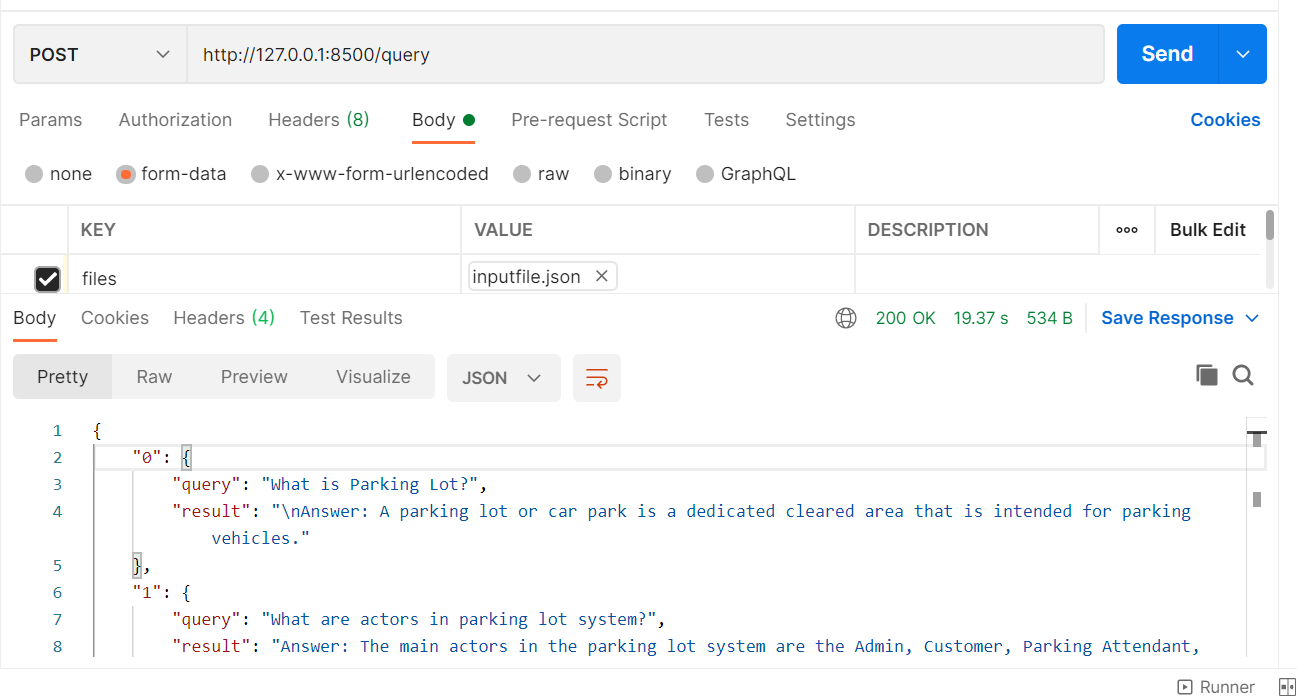 POST http://127.0.0.1:8500/query Send
Params Authorization Headers (8) Body Pre-request Script Tests Settings Cookies
none form-data x-www-form-urlencoded raw binary GraphQL
KEY VALUE DESCRIPTION Bulk Edit
files inputfile.json
Body Cookies Headers (4) Test Results 200 OK 19.37 s 534 B Save Response
Pretty Raw Preview Visualize JSON
1 {
2 "0": {
3 "query": "What is Parking Lot?",
4 "result": "\nAnswer: A parking lot or car park is a dedicated cleared area that is intended for parking
vehicles."
5 },
6 "1": {
7 "query": "What are actors in parking lot system?",
8 "result": "Answer: The main actors in the parking lot system are the Admin, Customer, Parking Attendant,
Runner